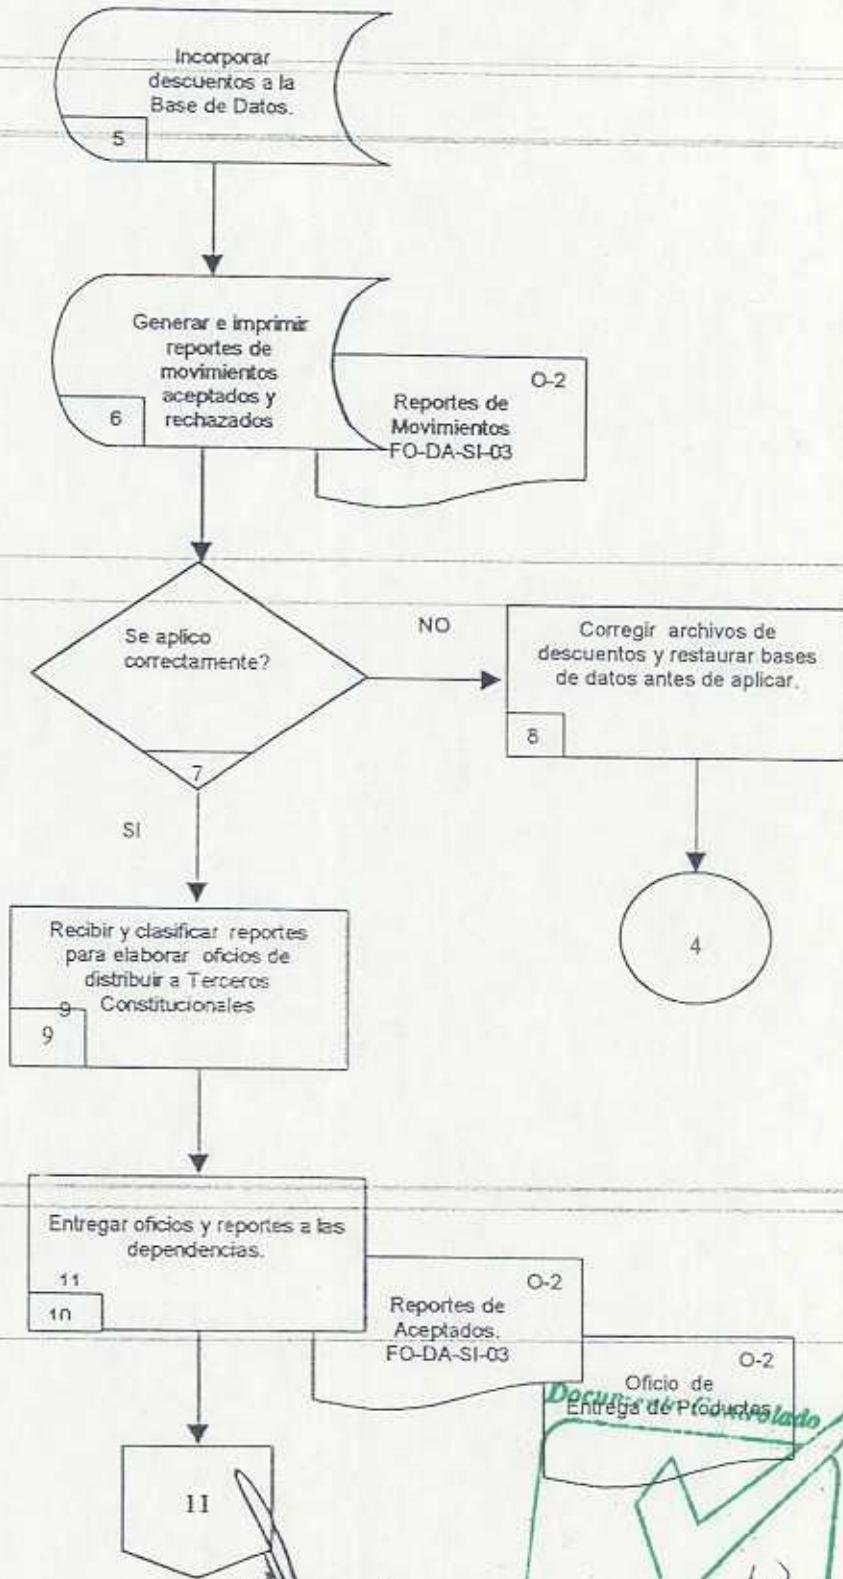 Incorporar
descuentos a la
Base de Datos.
5
Generar e imprimir
reportes de
movimientos
aceptados y
rechazados
6
O-2
Reportes de
Movimientos
FO-DA-SI-03
Se aplico
correctamente?
7
NO
Corregir archivos de
descuentos y restaurar bases
de datos antes de aplicar.
8
SI
4
Recibir y clasificar reportes
para elaborar oficios de
distribuir a Terceros
Constitucionales
9
9
Entregar oficios y reportes a las
dependencias.
11
10
O-2
Reportes de
Aceptados.
FO-DA-SI-03
O-2
Oficio de
Entrega de Productos
Documento Controlado
11